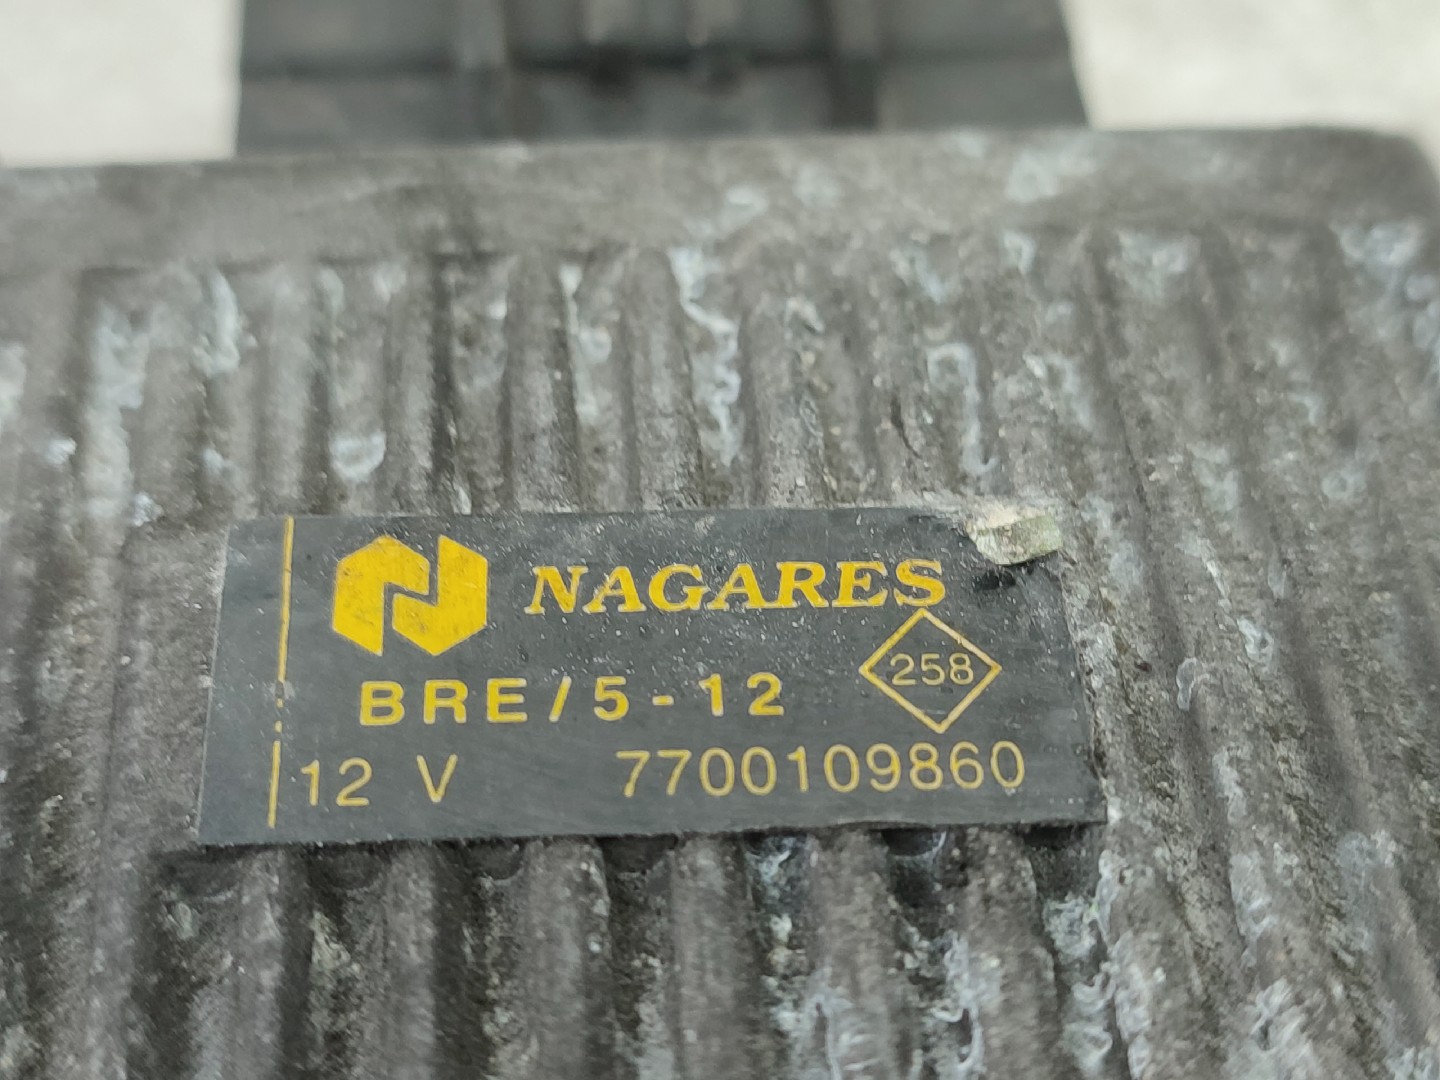 NAGARES
258
BRE/5-12
12 V 7700109860